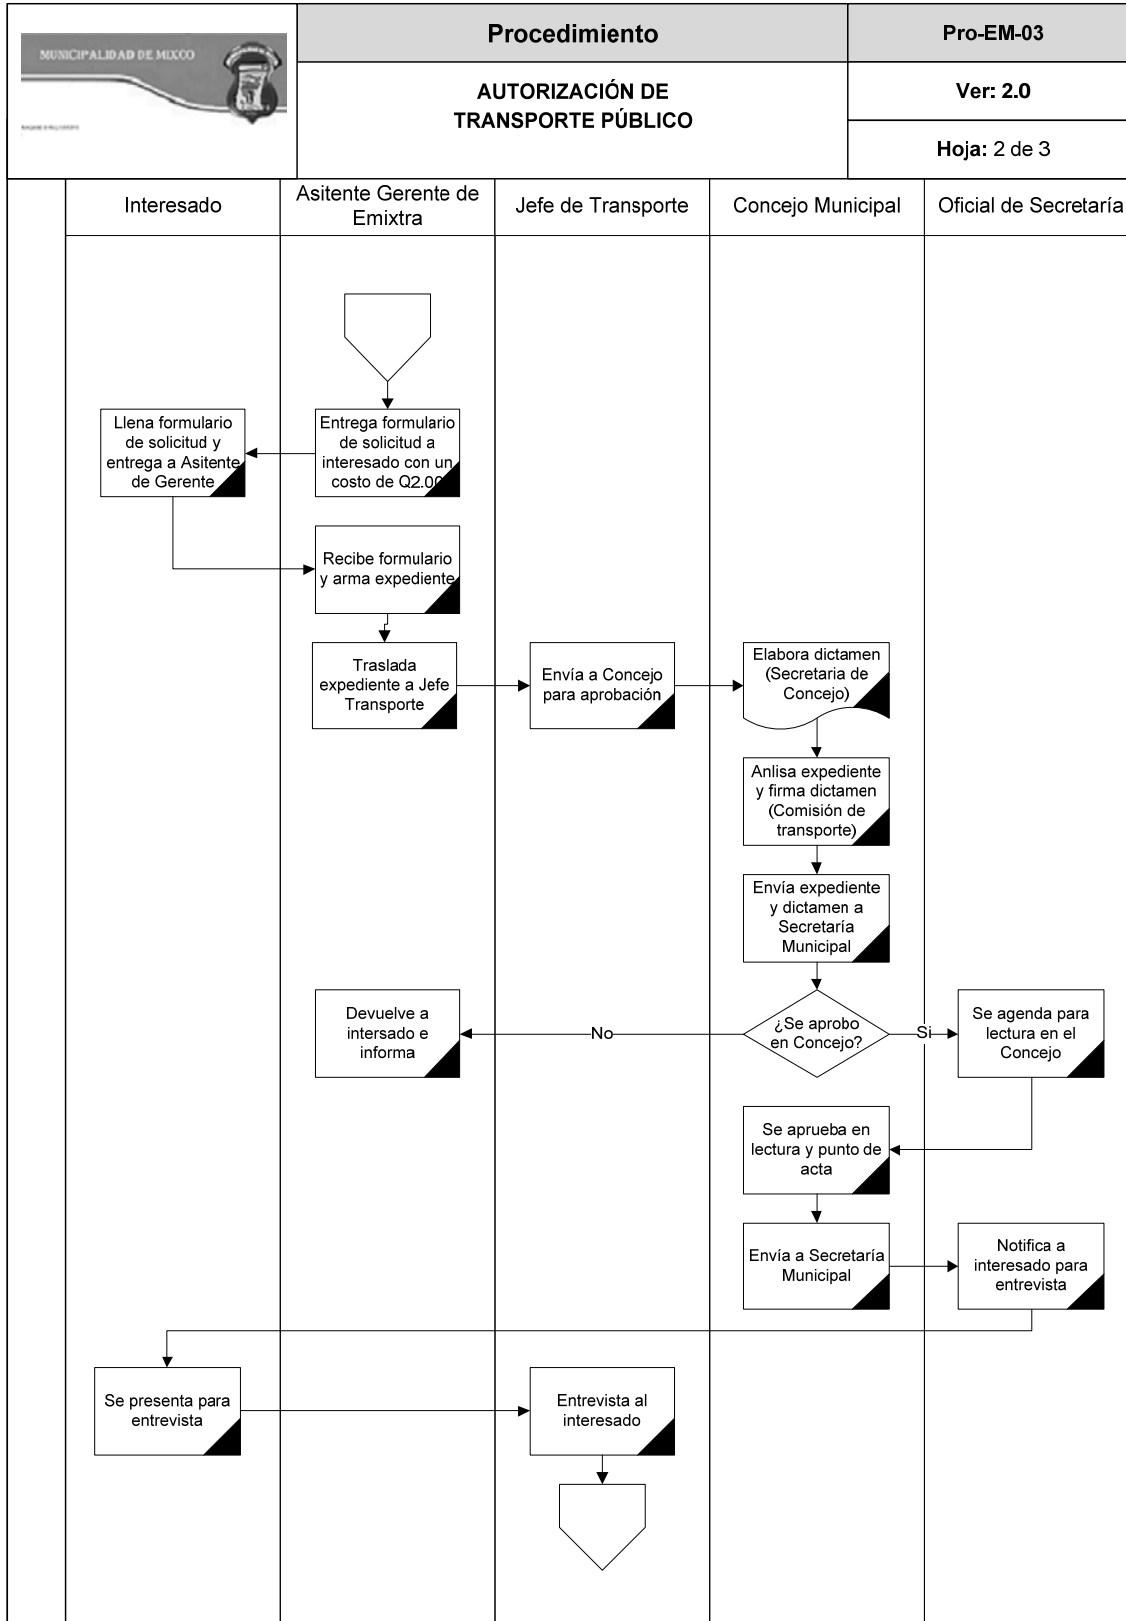 MUNICIPALIDAD DE MIXCO
Procedimiento
Pro-EM-03
AUTORIZACIÓN DE
TRANSPORTE PÚBLICO
Ver: 2.0
Hoja: 2 de 3
Interesado
Asitente Gerente de
Emixtra
Jefe de Transporte
Concejo Municipal
Oficial de Secretaría
Llena formulario
de solicitud y
entrega a Asitente
de Gerente
Entrega formulario
de solicitud a
interesado con un
costo de Q2.00
Recibe formulario
y arma expediente
Traslada
expediente a Jefe
Transporte
Envía a Concejo
para aprobación
Elabora dictamen
(Secretaria de
Concejo)
Anlisa expediente
y firma dictamen
(Comisión de
transporte)
Envía expediente
y dictamen a
Secretaría
Municipal
Devuelve a
intersado e
informa
No
¿Se aprobo
en Concejo?
Si
Se agenda para
lectura en el
Concejo
Se aprueba en
lectura y punto de
acta
Envía a Secretaría
Municipal
Notifica a
interesado para
entrevista
Se presenta para
entrevista
Entrevista al
interesado